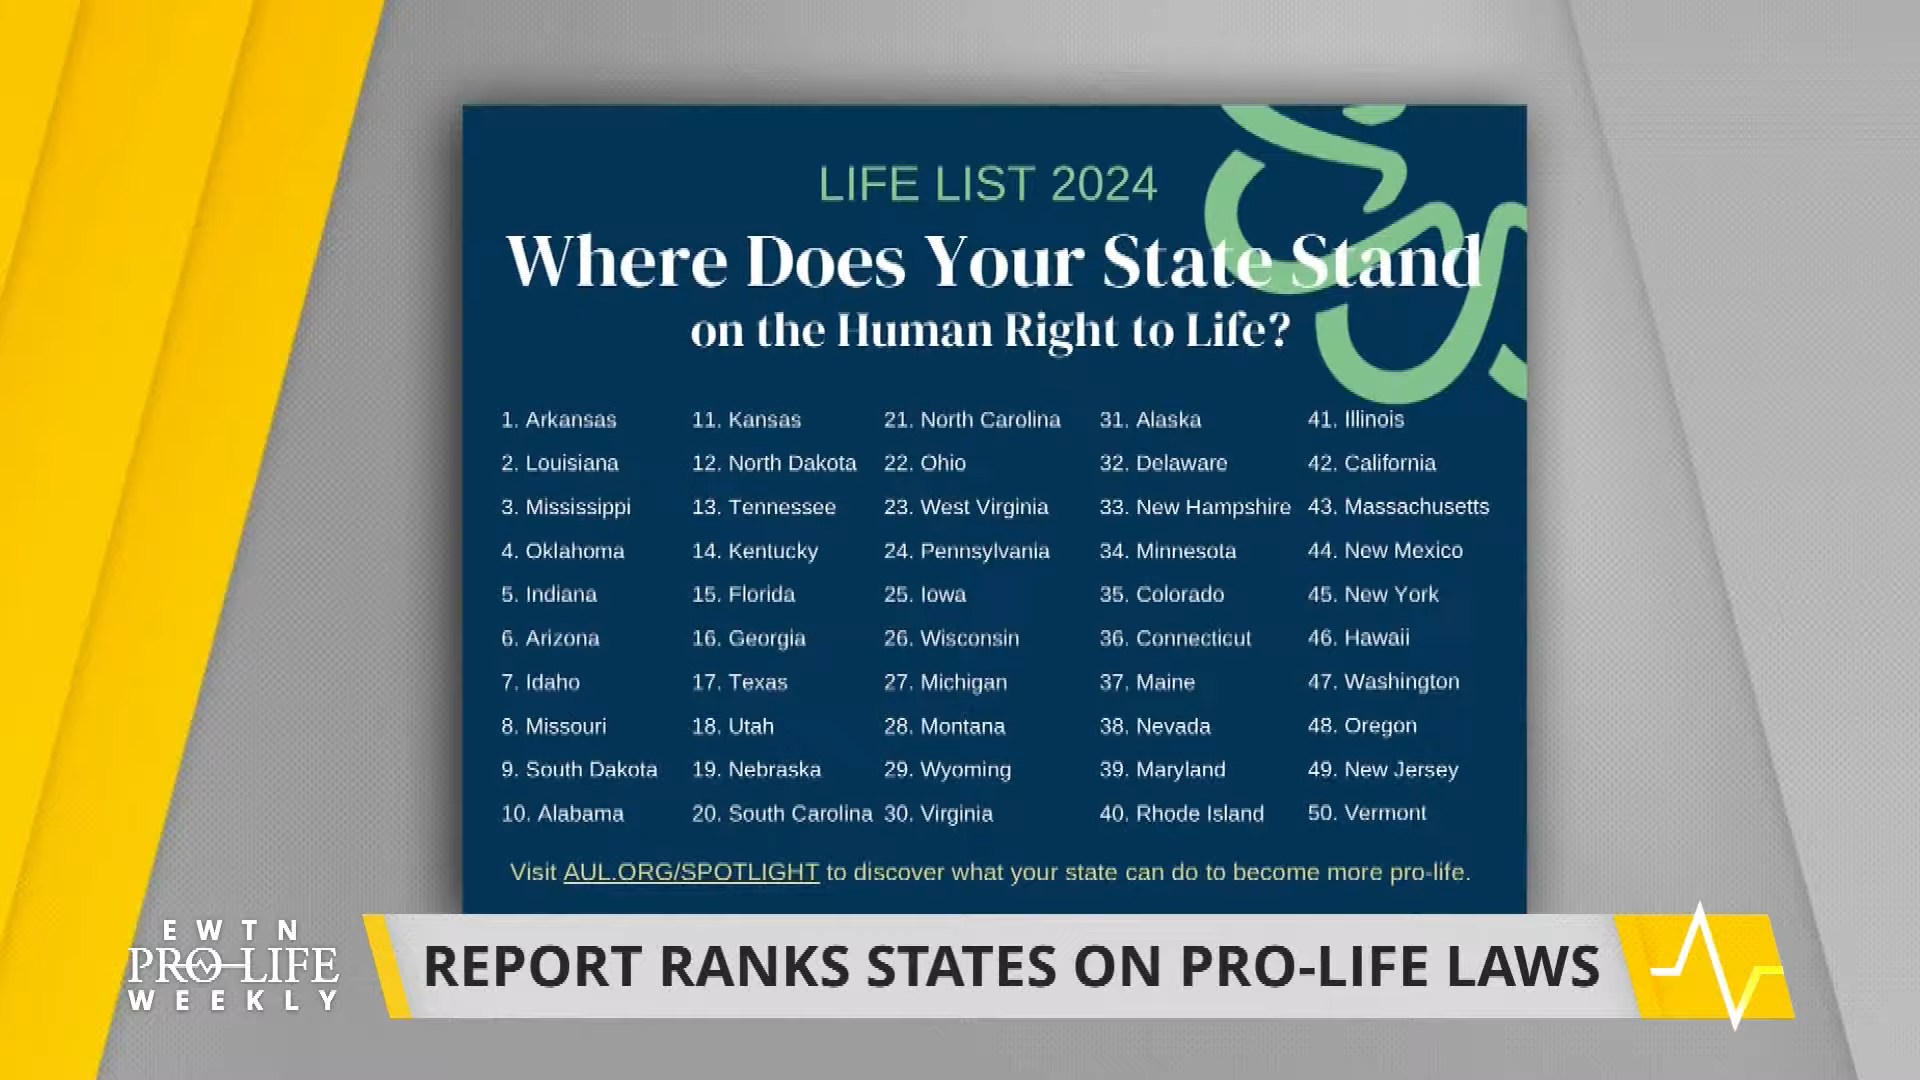 LIFE LIST 2024
Where Does Your State Stand
on the Human Right to Life?
1. Arkansas
2. Louisiana
3. Mississippi
4. Oklahoma
5. Indiana
6. Arizona
7. Idaho
8. Missouri
9. South Dakota
10. Alabama
11. Kansas
12. North Dakota
13. Tennessee
14. Kentucky
15. Florida
16. Georgia
17. Texas
18. Utah
19. Nebraska
20. South Carolina
21. North Carolina
22. Ohio
23. West Virginia
24. Pennsylvania
25. Iowa
26. Wisconsin
27. Michigan
28. Montana
29. Wyoming
30. Virginia
31. Alaska
32. Delaware
33. New Hampshire
34. Minnesota
35. Colorado
36. Connecticut
37. Maine
38. Nevada
39. Maryland
40. Rhode Island
41. Illinois
42. California
43. Massachusetts
44. New Mexico
45. New York
46. Hawaii
47. Washington
48. Oregon
49. New Jersey
50. Vermont
Visit AUL.ORG/SPOTLIGHT to discover what your state can do to become more pro-life.
EWTN
PRO-LIFE
WEEKLY
REPORT RANKS STATES ON PRO-LIFE LAWS